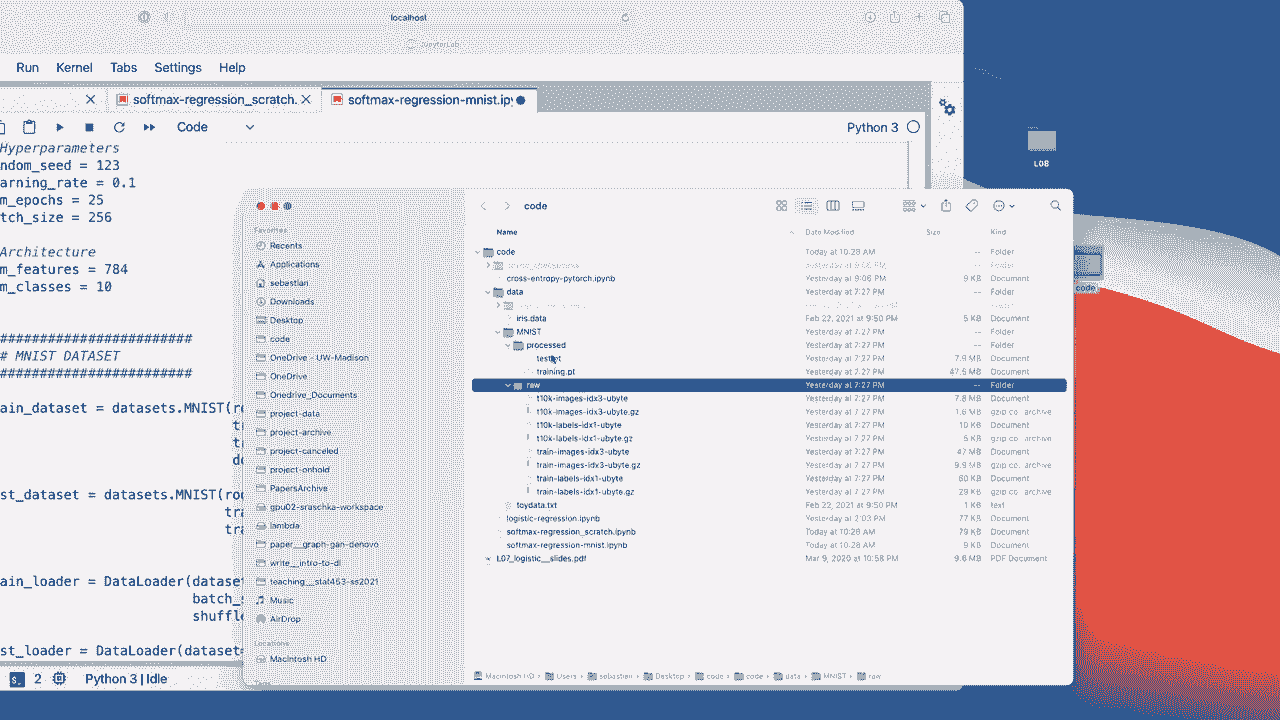 localhost
JupyterLab
Run Kernel Tabs Settings Help
softmax-regression_scratch. softmax-regression-mnist.ipy
Code Python 3
Hyperparameters
ndom_seed = 123
arning_rate = 0.1
m_epochs = 25
tch_size = 256
Architecture
m_features = 784
m_classes = 10
########################
# MNIST DATASET
########################
ain_dataset = datasets.MNIST(ro
tr
tr
do
st_dataset = datasets.MNIST(roo
tra
tra
ain_loader = DataLoader(dataset
batch_s
shuffle
st_loader = DataLoader(dataset=
2 Python 3 | Idle
L08
code
code
Favorites
Recents
Applications
sebastian
Downloads
Desktop
code
OneDrive - UW-Madison
OneDrive
Onedrive_Documents
project-data
project-archive
project-canceled
project-onhold
PapersArchive
gpu02-sraschka-workspace
lambda
paper__graph-gan-denovo
write__intro-to-dl
teaching__stat453-ss2021
Music
AirDrop
Locations
Macintosh HD
Name Date Modified Size Kind
code Today at 10:28 AM -- Folder
Yesterday at 9:06 PM -- Folder
cross-entropy-pytorch.ipynb Yesterday at 9:06 PM 9 KB Document
data Yesterday at 7:27 PM -- Folder
-- Folder
iris.data Feb 22, 2021 at 9:50 PM 5 KB Document
MNIST Yesterday at 7:27 PM -- Folder
processed Yesterday at 7:27 PM -- Folder
Yesterday at 7:27 PM 7.9 MB Document
training.pt Yesterday at 7:27 PM 47.5 MB Document
raw Yesterday at 7:27 PM -- Folder
t10k-images-idx3-ubyte Yesterday at 7:27 PM 7.8 MB Document
t10k-images-idx3-ubyte.gz Yesterday at 7:27 PM 1.6 MB gzip co...archive
t10k-labels-idx1-ubyte Yesterday at 7:27 PM 10 KB Document
t10k-labels-idx1-ubyte.gz Yesterday at 7:27 PM 5 KB gzip co...archive
train-images-idx3-ubyte Yesterday at 7:27 PM 47 MB Document
train-images-idx3-ubyte.gz Yesterday at 7:27 PM 9.9 MB gzip co...archive
train-labels-idx1-ubyte Yesterday at 7:27 PM 60 KB Document
train-labels-idx1-ubyte.gz Yesterday at 7:27 PM 29 KB gzip co...archive
toydata.txt Feb 22, 2021 at 9:50 PM 1 KB text
logistic-regression.ipynb Yesterday at 2:03 PM 77 KB Document
softmax-regression_scratch.ipynb Today at 10:28 AM 79 KB Document
softmax-regression-mnist.ipynb Today at 10:28 AM 9 KB Document
L07_logistic__slides.pdf Mar 9, 2020 at 10:58 PM 9.6 MB PDF Document
Macintosh HD › Users › sebastian › Desktop › code › code › data › MNIST › raw